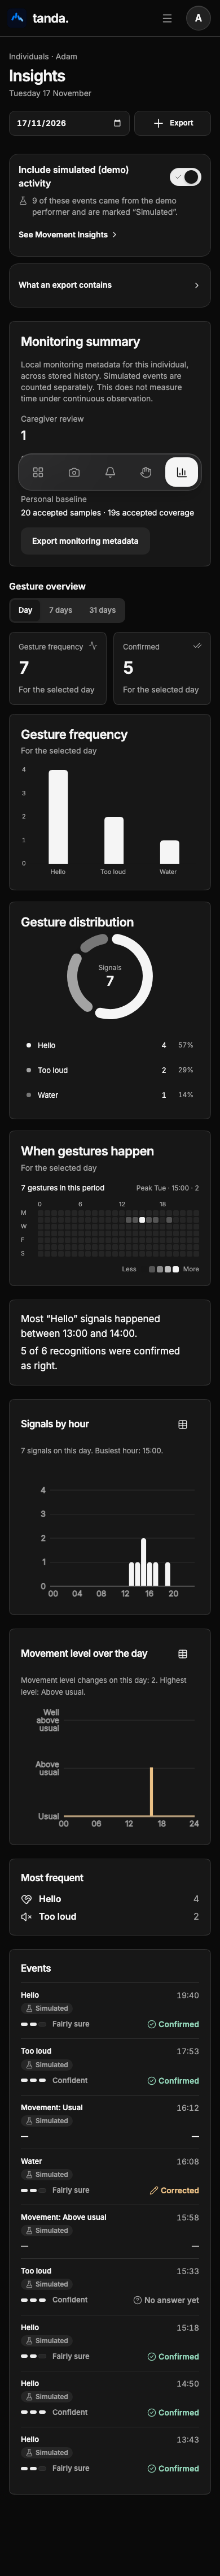 tanda.
A
Individuals · Adam
Insights
Tuesday 17 November
17/11/2026
Export
Include simulated (demo)
activity
9 of these events came from the demo
performer and are marked "Simulated".
See Movement Insights
What an export contains
Monitoring summary
Local monitoring metadata for this individual,
across tanda sessions. Simulated events are
counted separately. This does not measure
time under continuous observation.
Caregiver review
1
Personal baseline
20 accepted samples · 19s accepted coverage
Export monitoring metadata
Gesture overview
Day
7 days
31 days
Gesture frequency
7
For the selected day
Confirmed
5
For the selected day
Gesture frequency
For the selected day
4
3
2
1
0
Hello
Too loud
Water
Gesture distribution
Signals
7
Hello 4 57%
Too loud 2 29%
Water 1 14%
When gestures happen
For the selected day
7 gestures in this period
Peak Tue · 15:00 · 2
0 6 12 18
M
W
F
S
Less
More
Most "Hello" signals happened
between 13:00 and 14:00.
5 of 6 recognitions were confirmed
as right.
Signals by hour
7 signals on this day. Busiest hour: 15:00.
4
3
2
1
0
00 04 08 12 16 20
Movement level over the day
Movement level changes on this day: 2. Highest
level: Above usual.
Well
above
usual
Above
usual
Usual
00 06 12 18 24
Most frequent
Hello 4
Too loud 2
Events
Hello 19:40
Simulated
Fairly sure Confirmed
Too loud 17:53
Simulated
Confident Confirmed
Movement: Usual 16:12
Simulated
— —
Water 16:08
Simulated
Fairly sure Corrected
Movement: Above usual 15:58
Simulated
— —
Too loud 15:33
Simulated
Confident No answer yet
Hello 15:18
Simulated
Fairly sure Confirmed
Hello 14:50
Simulated
Confident Confirmed
Hello 13:43
Simulated
Fairly sure Confirmed